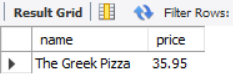 Result Grid Filter Rows:
name price
The Greek Pizza 35.95